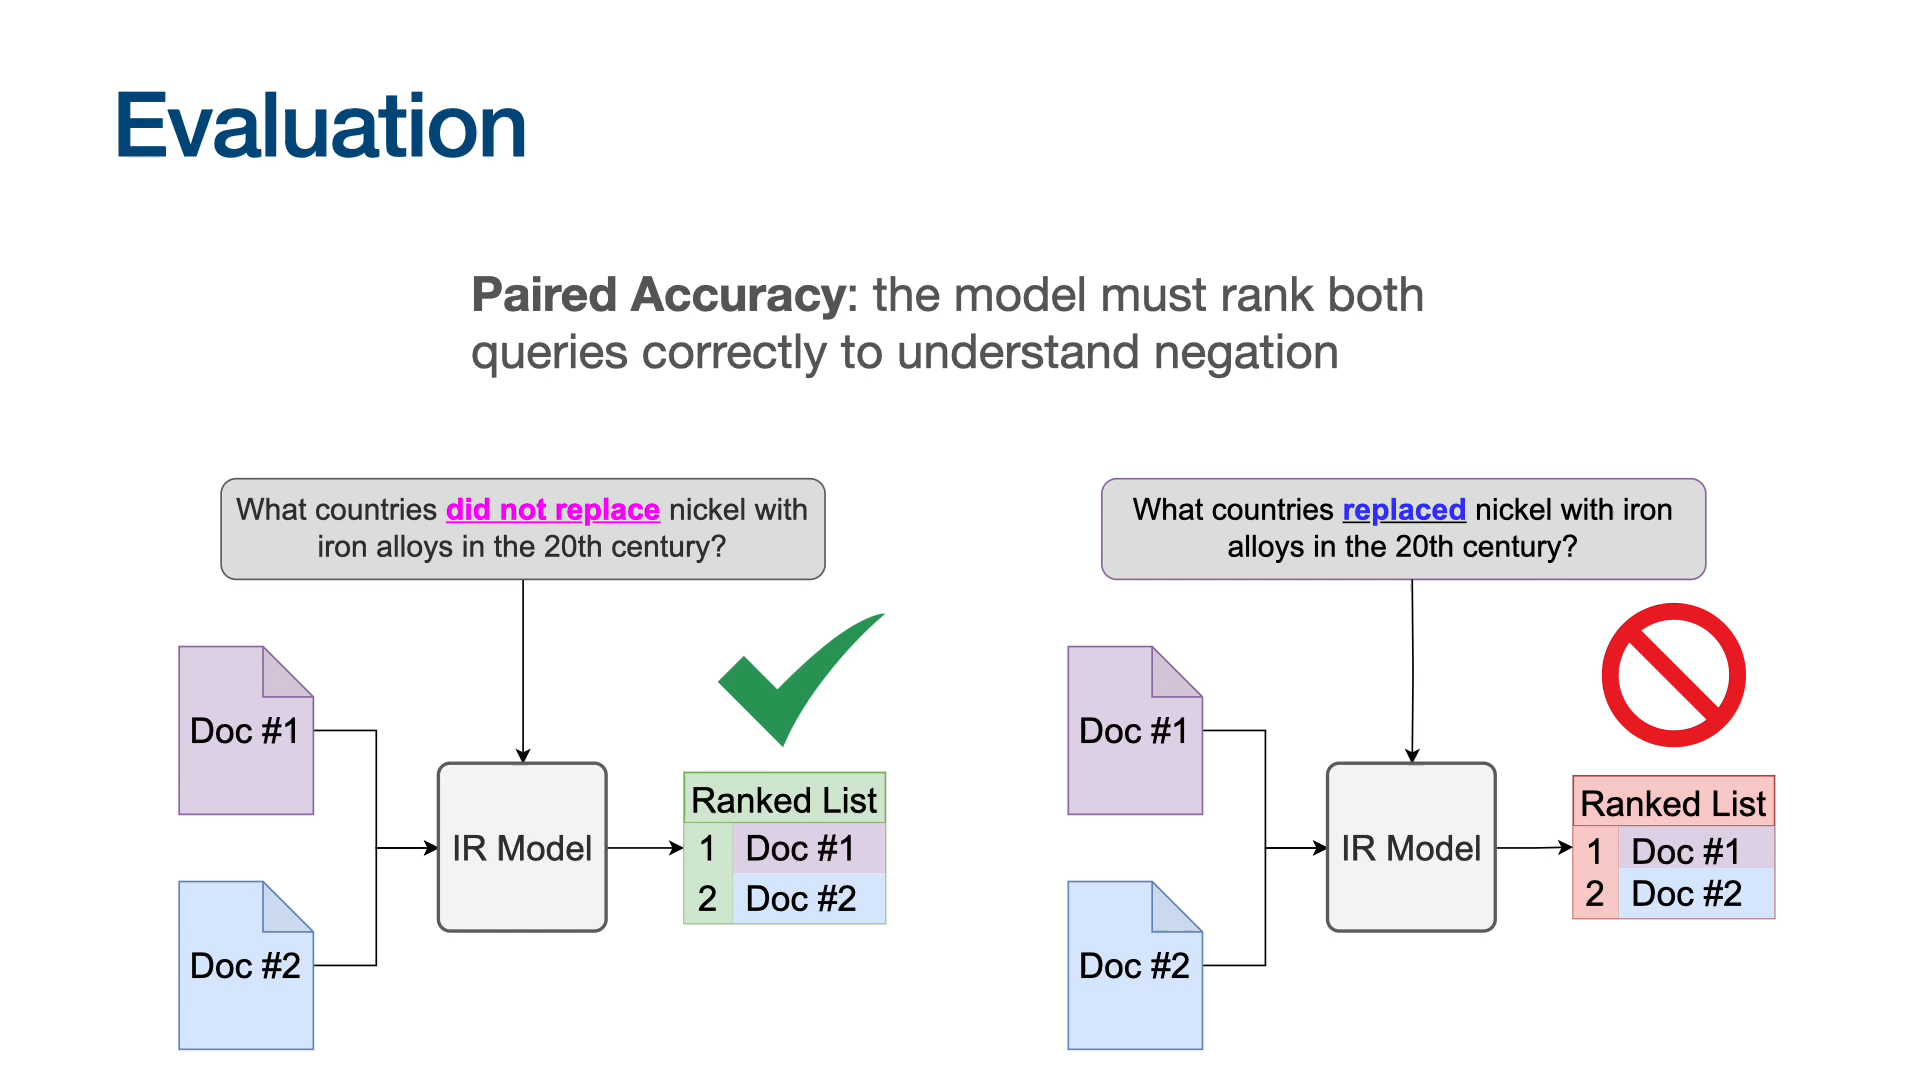 Evaluation
Paired Accuracy: the model must rank both
queries correctly to understand negation
What countries did not replace nickel with
iron alloys in the 20th century?
Doc #1
Doc #2
IR Model
Ranked List
1 Doc #1
2 Doc #2
What countries replaced nickel with iron
alloys in the 20th century?
Doc #1
Doc #2
IR Model
Ranked List
1 Doc #1
2 Doc #2